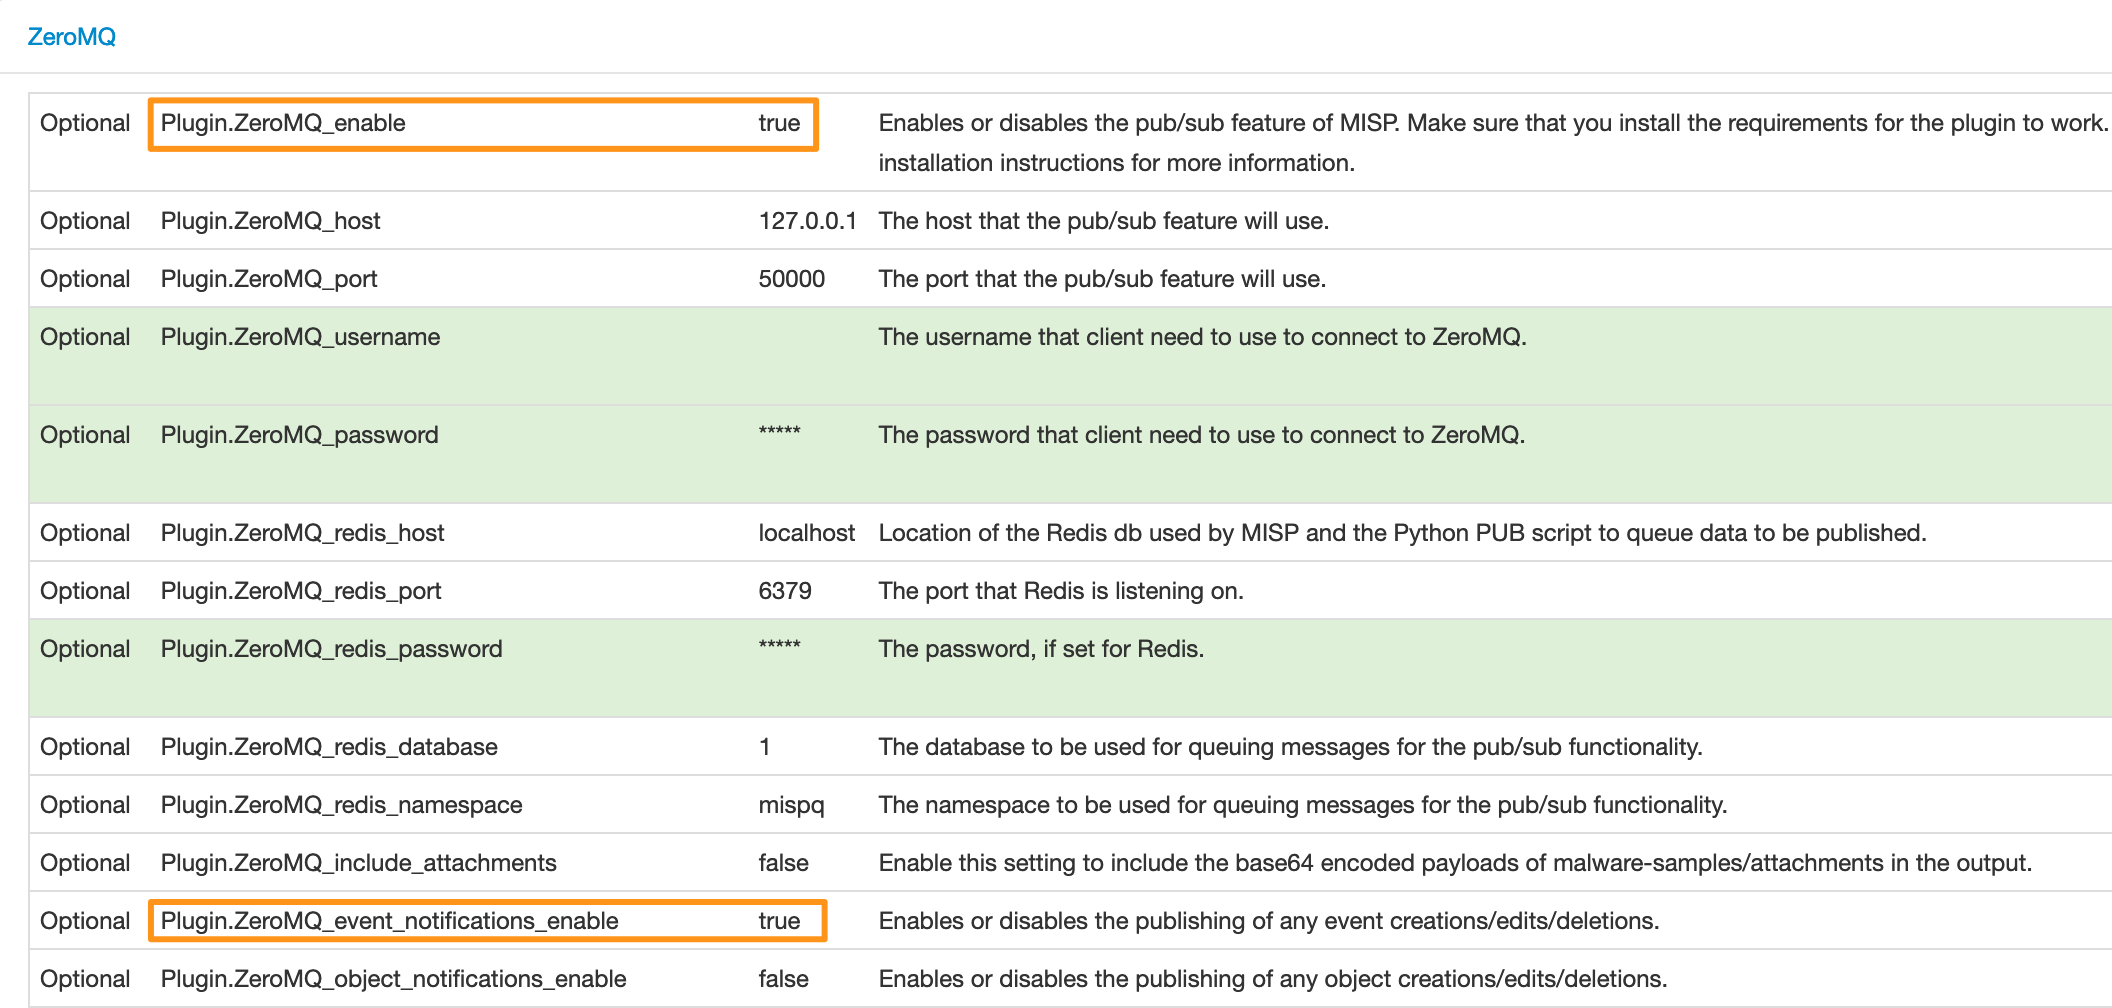 ZeroMQ
Optional Plugin.ZeroMQ_enable true Enables or disables the pub/sub feature of MISP. Make sure that you install the requirements for the plugin to work.
installation instructions for more information.
Optional Plugin.ZeroMQ_host 127.0.0.1 The host that the pub/sub feature will use.
Optional Plugin.ZeroMQ_port 50000 The port that the pub/sub feature will use.
Optional Plugin.ZeroMQ_username The username that client need to use to connect to ZeroMQ.
Optional Plugin.ZeroMQ_password ***** The password that client need to use to connect to ZeroMQ.
Optional Plugin.ZeroMQ_redis_host localhost Location of the Redis db used by MISP and the Python PUB script to queue data to be published.
Optional Plugin.ZeroMQ_redis_port 6379 The port that Redis is listening on.
Optional Plugin.ZeroMQ_redis_password ***** The password, if set for Redis.
Optional Plugin.ZeroMQ_redis_database 1 The database to be used for queuing messages for the pub/sub functionality.
Optional Plugin.ZeroMQ_redis_namespace mispq The namespace to be used for queuing messages for the pub/sub functionality.
Optional Plugin.ZeroMQ_include_attachments false Enable this setting to include the base64 encoded payloads of malware-samples/attachments in the output.
Optional Plugin.ZeroMQ_event_notifications_enable true Enables or disables the publishing of any event creations/edits/deletions.
Optional Plugin.ZeroMQ_object_notifications_enable false Enables or disables the publishing of any object creations/edits/deletions.